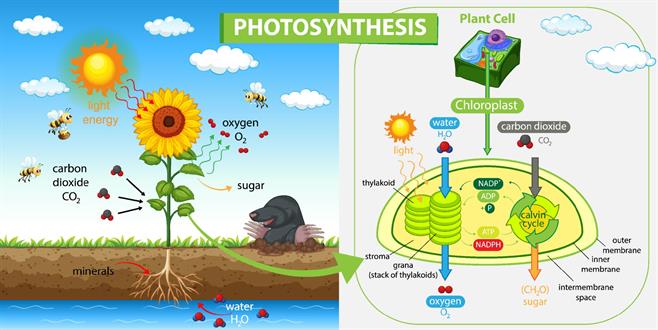 PHOTOSYNTHESIS
light
energy
oxygen
O₂
carbon
dioxide
CO₂
sugar
minerals
water
H₂O
Plant Cell
Chloroplast
water
H₂O
carbon dioxide
CO₂
light
thylakoid
NADP⁺
ADP
P
ATP
NADPH
calvin
cycle
stroma
grana
(stack of thylakoids)
outer
membrane
inner
membrane
intermembrane
space
oxygen
O₂
(CH₂O)
sugar